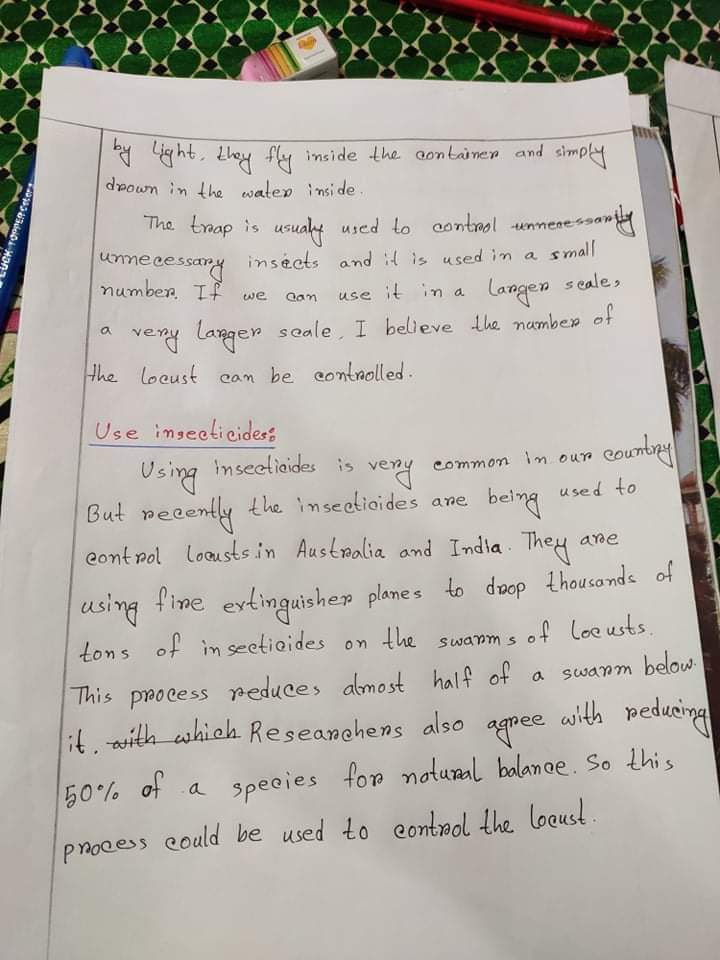 by light, they fly inside the container and simply
drown in the water inside.
The trap is usualy used to control unnecessarily
unnecessary insects and it is used in a small
number. If we can use it in a larger scale,
a very larger scale, I believe the number of
the locust can be controlled.
Use insecticides:
Using insecticides is very common in our country
But recently the insecticides are being used to
control locusts in Australia and India. They are
using fire extinguisher planes to drop thousands of
tons of insecticides on the swarms of locusts.
This process reduces almost half of a swarm below
it. with which Researchers also agree with reducing
50% of a species for natural balance. So this
process could be used to control the locust.